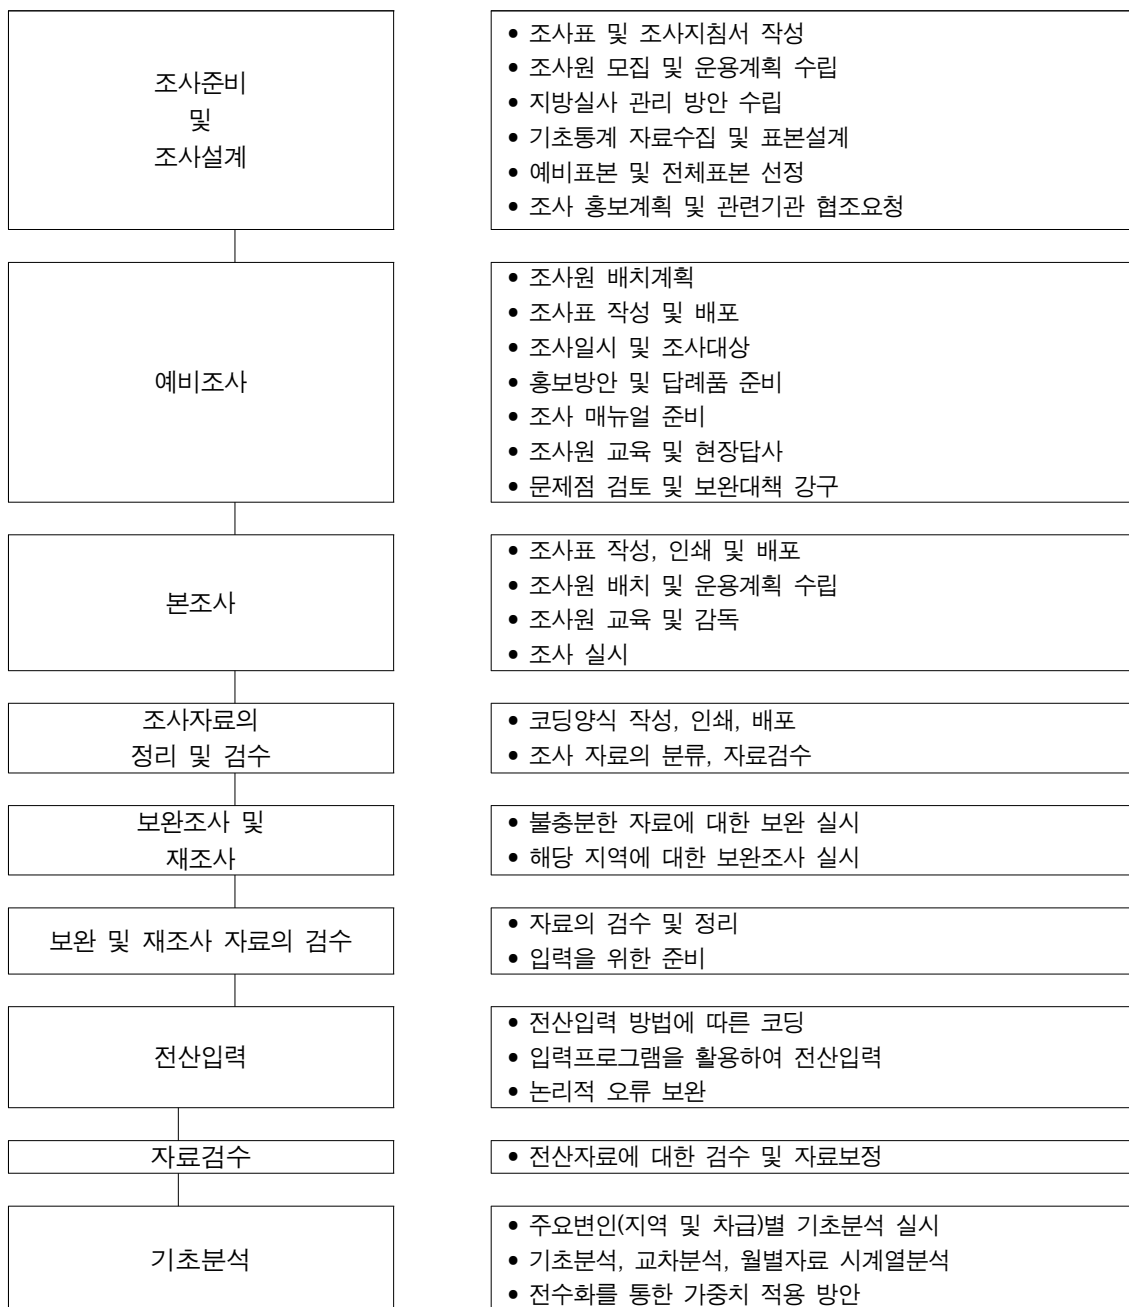 조사준비
및
조사설계
• 조사표 및 조사지침서 작성
• 조사원 모집 및 운용계획 수립
• 지방실사 관리 방안 수립
• 기초통계 자료수집 및 표본설계
• 예비표본 및 전체표본 선정
• 조사 홍보계획 및 관련기관 협조요청
예비조사
• 조사원 배치계획
• 조사표 작성 및 배포
• 조사일시 및 조사대상
• 홍보방안 및 답례품 준비
• 조사 매뉴얼 준비
• 조사원 교육 및 현장답사
• 문제점 검토 및 보완대책 강구
본조사
• 조사표 작성, 인쇄 및 배포
• 조사원 배치 및 운용계획 수립
• 조사원 교육 및 감독
• 조사 실시
조사자료의
정리 및 검수
• 코딩양식 작성, 인쇄, 배포
• 조사 자료의 분류, 자료검수
보완조사 및
재조사
• 불충분한 자료에 대한 보완 실시
• 해당 지역에 대한 보완조사 실시
보완 및 재조사 자료의 검수
• 자료의 검수 및 정리
• 입력을 위한 준비
전산입력
• 전산입력 방법에 따른 코딩
• 입력프로그램을 활용하여 전산입력
• 논리적 오류 보완
자료검수
• 전산자료에 대한 검수 및 자료보정
기초분석
• 주요변인(지역 및 차급)별 기초분석 실시
• 기초분석, 교차분석, 월별자료 시계열분석
• 전수화를 통한 가중치 적용 방안